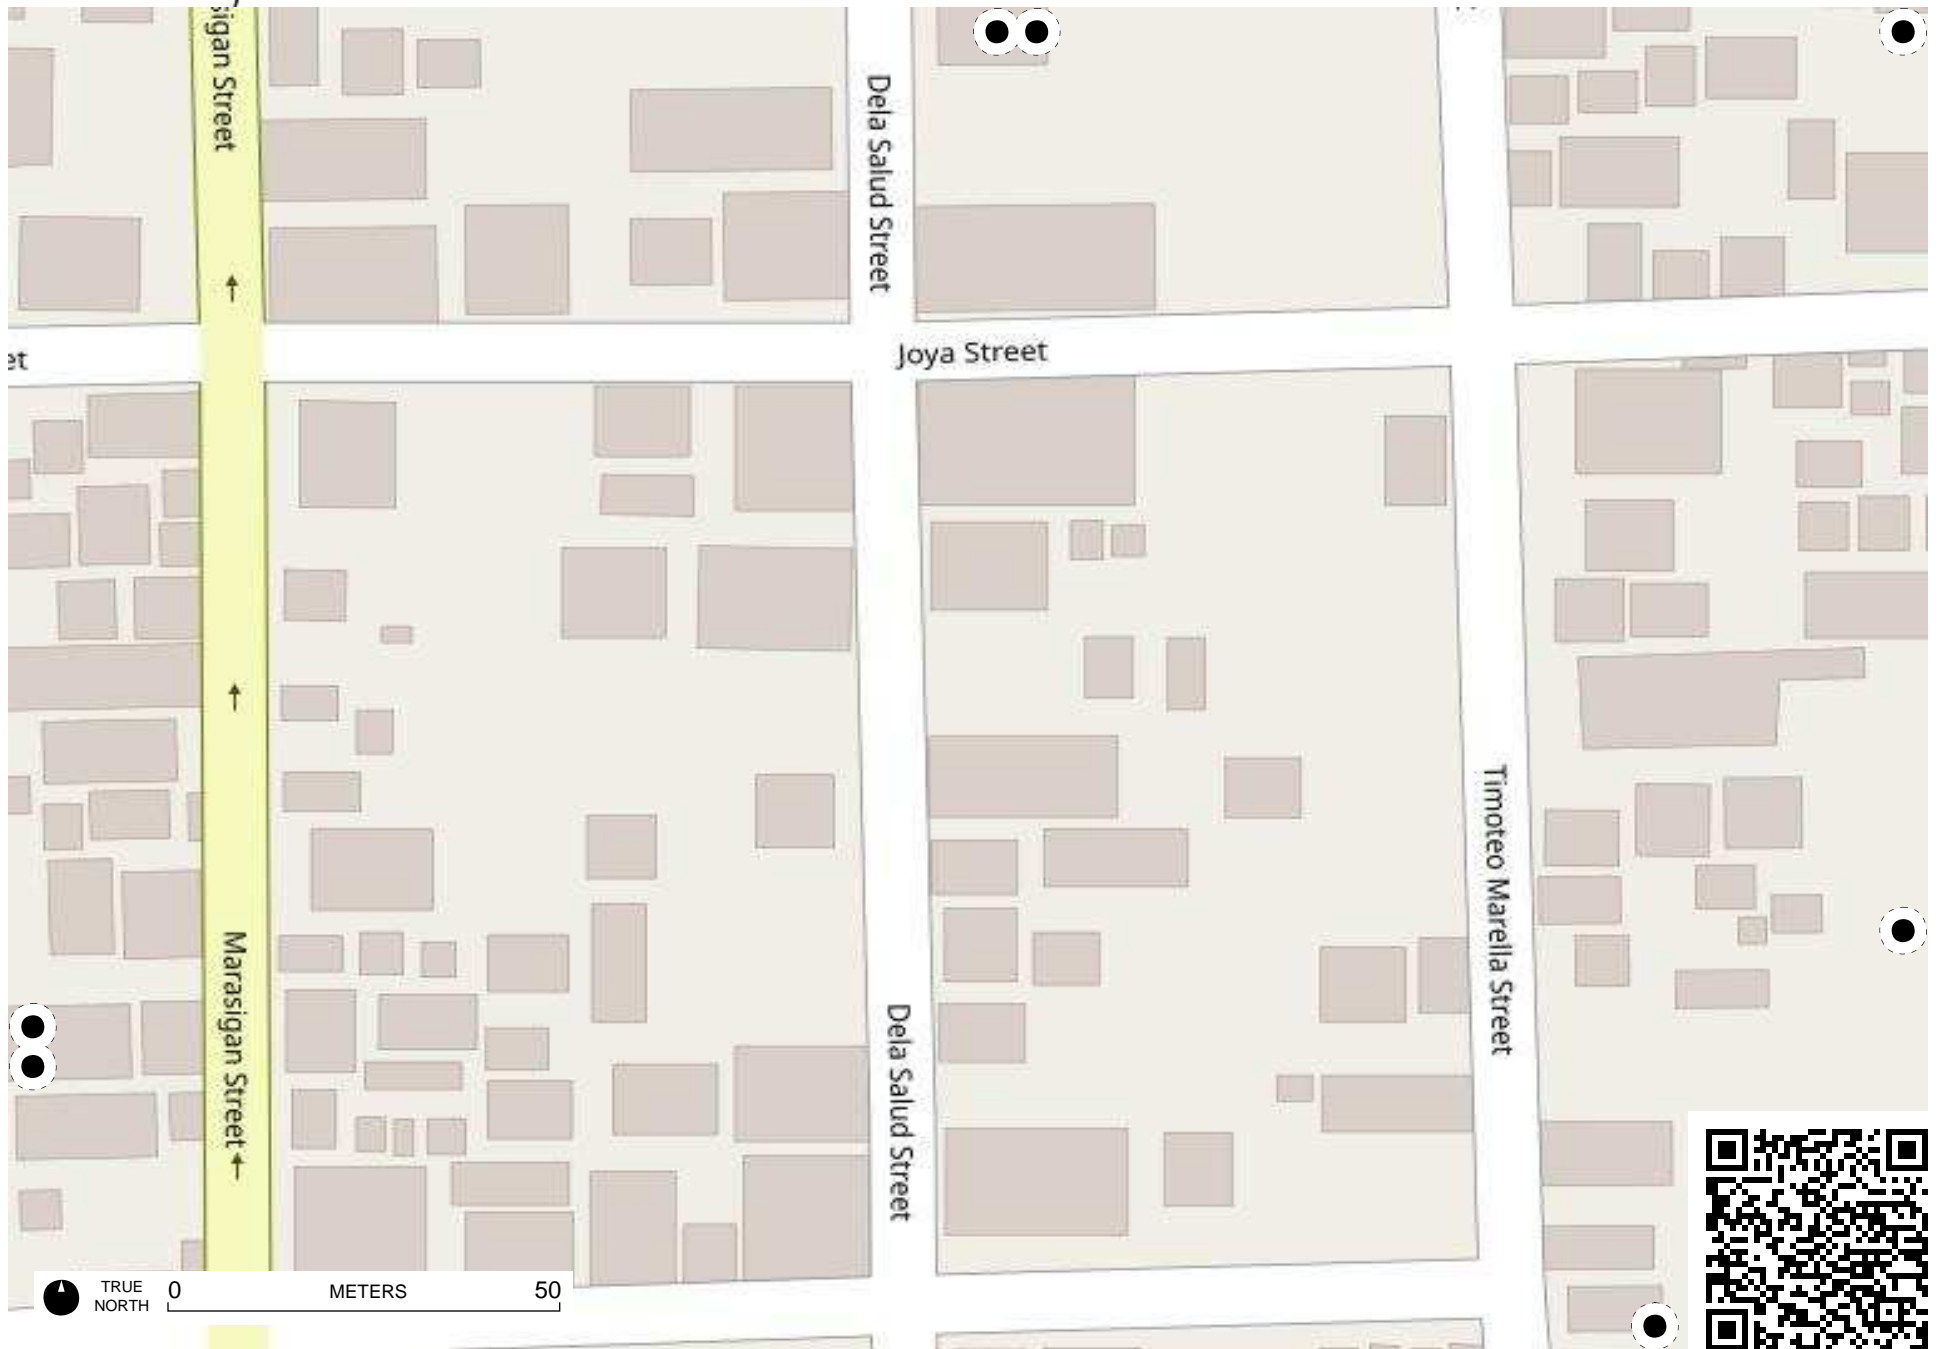 sigan Street
Dela Salud Street
et
Joya Street
Timoteo Marella Street
Marasigan Street
Dela Salud Street
TRUE
NORTH
0
METERS
50